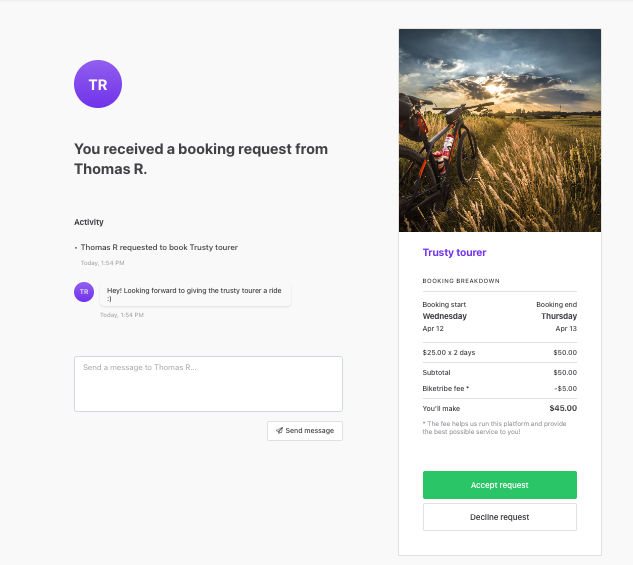 TR
You received a booking request from
Thomas R.
Activity
• Thomas R requested to book Trusty tourer
Today, 1:54 PM
TR
Hey! Looking forward to giving the trusty tourer a ride
:)
Today, 1:54 PM
Send a message to Thomas R...
Send message
Trusty tourer
BOOKING BREAKDOWN
Booking start Booking end
Wednesday Thursday
Apr 12 Apr 13
$25.00 x 2 days $50.00
Subtotal $50.00
Biketribe fee * -$5.00
You'll make $45.00
* The fee helps us run this platform and provide
the best possible service to you!
Accept request
Decline request